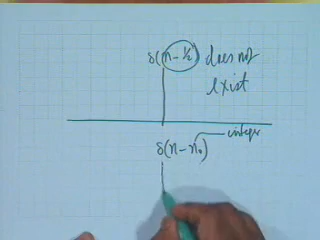 δ(n-½) does not
exist
δ(n-n₀) integer